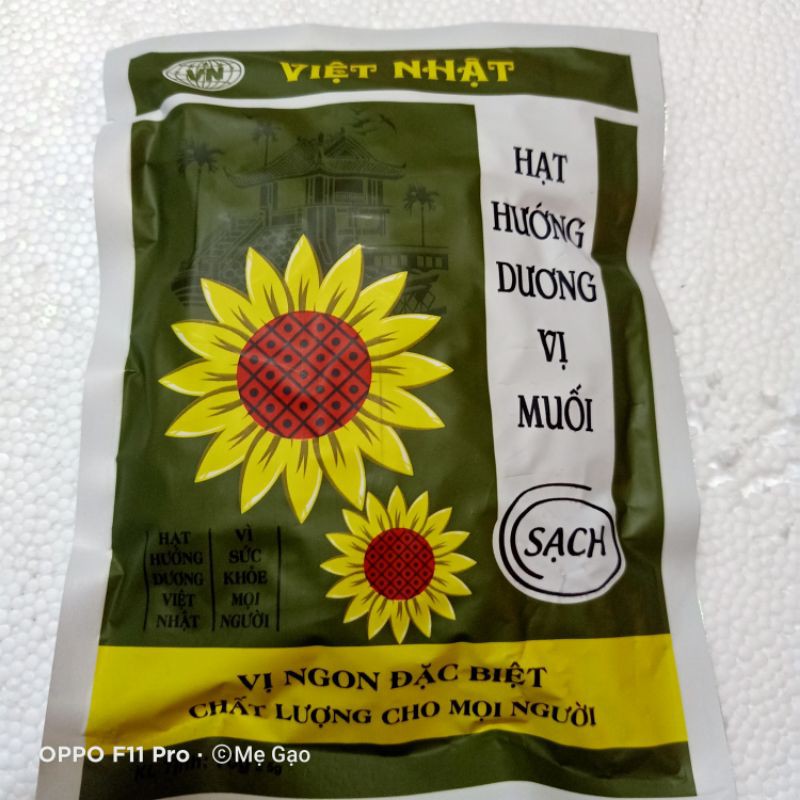 VN
VIỆT NHẬT
HẠT
HƯỚNG
DƯƠNG
VỊ
MUỐI
SẠCH
HẠT
HƯỚNG
DƯƠNG
VIỆT
NHẬT
VÌ
SỨC
KHỎE
MỌI
NGƯỜI
VỊ NGON ĐẶC BIỆT
CHẤT LƯỢNG CHO MỌI NGƯỜI
OPPO F11 Pro · ©Mẹ Gạo